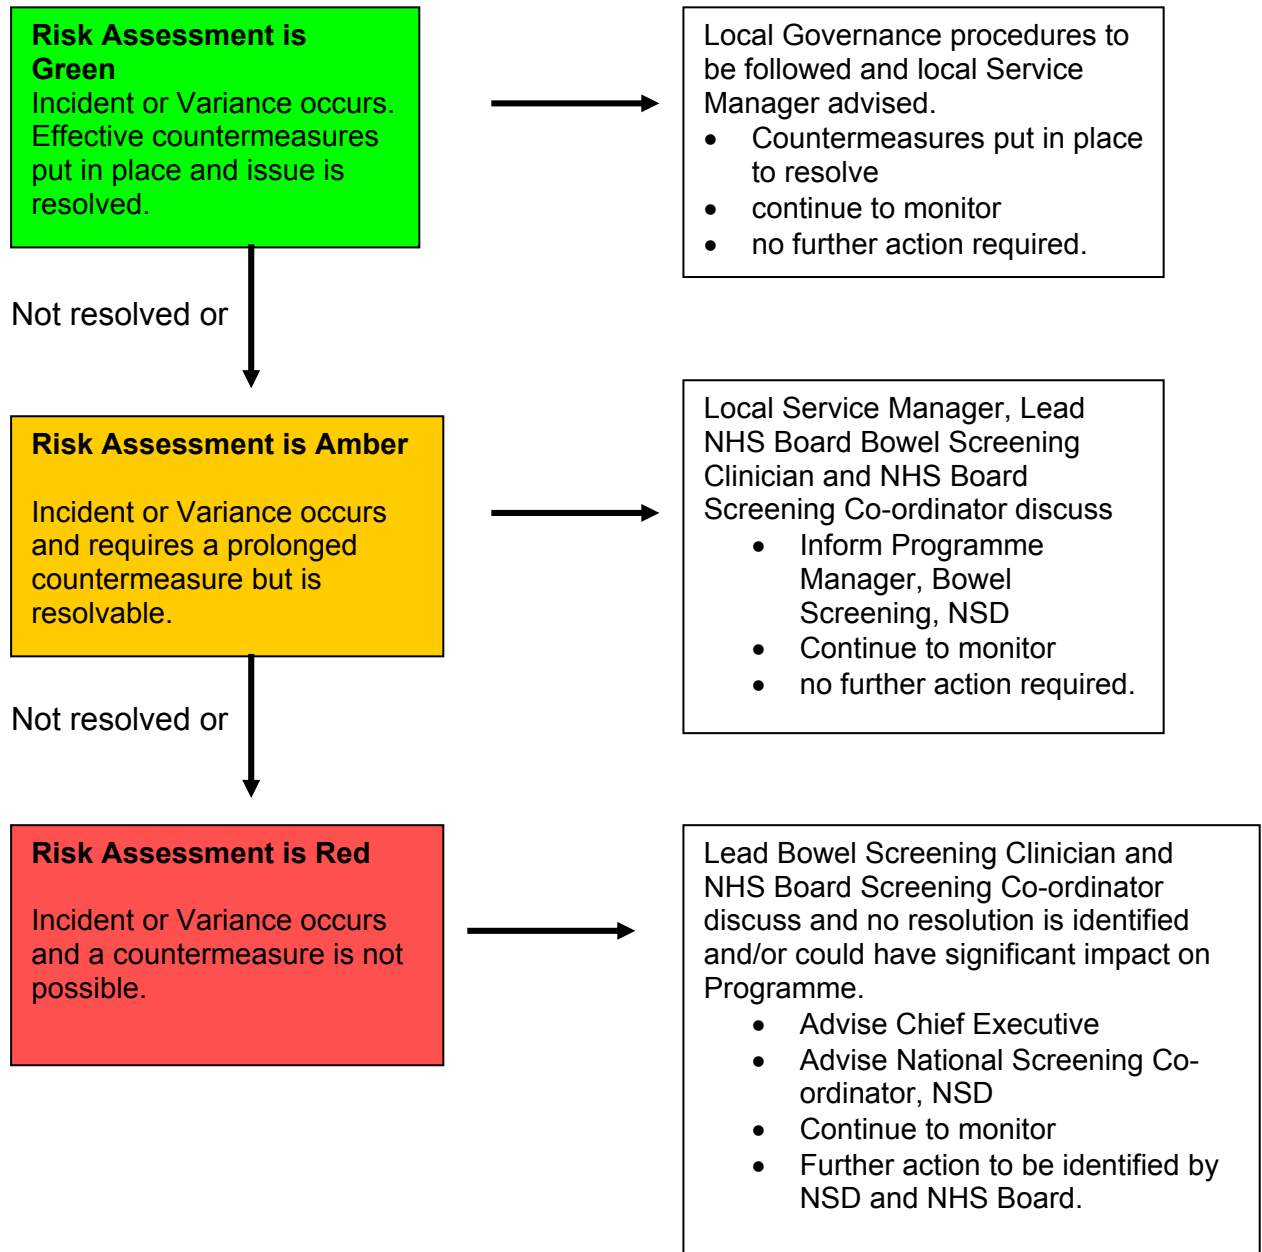 Risk Assessment is
Green
Incident or Variance occurs.
Effective countermeasures
put in place and issue is
resolved.
Local Governance procedures to
be followed and local Service
Manager advised.
• Countermeasures put in place
to resolve
• continue to monitor
• no further action required.
Not resolved or
Risk Assessment is Amber
Incident or Variance occurs
and requires a prolonged
countermeasure but is
resolvable.
Local Service Manager, Lead
NHS Board Bowel Screening
Clinician and NHS Board
Screening Co-ordinator discuss
• Inform Programme
Manager, Bowel
Screening, NSD
• Continue to monitor
• no further action required.
Not resolved or
Risk Assessment is Red
Incident or Variance occurs
and a countermeasure is not
possible.
Lead Bowel Screening Clinician and
NHS Board Screening Co-ordinator
discuss and no resolution is identified
and/or could have significant impact on
Programme.
• Advise Chief Executive
• Advise National Screening Co-
ordinator, NSD
• Continue to monitor
• Further action to be identified by
NSD and NHS Board.